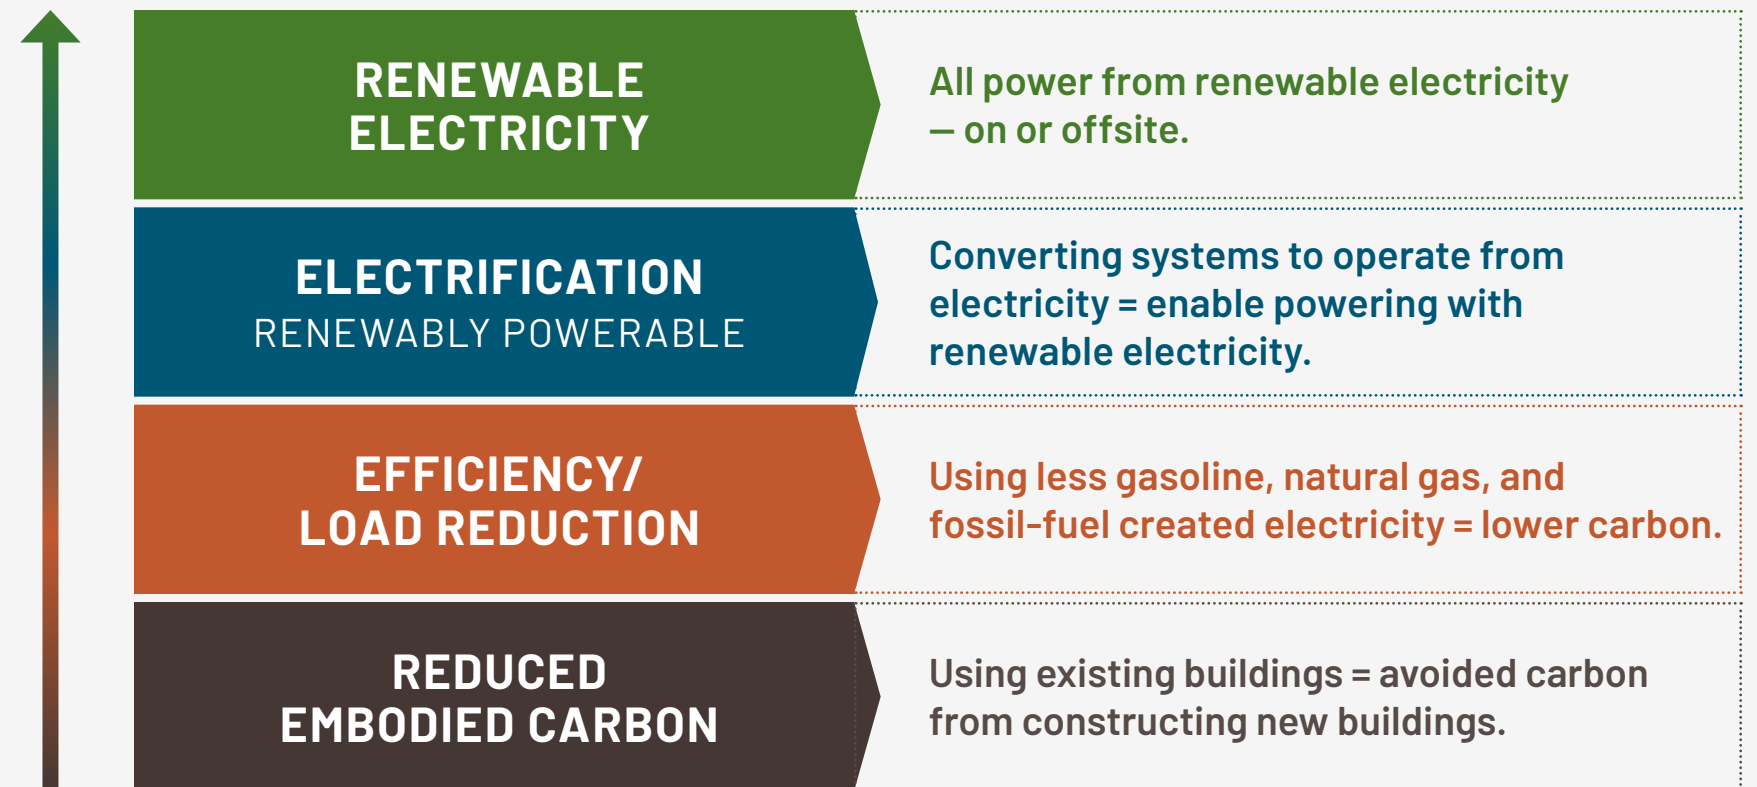 RENEWABLE
ELECTRICITY
All power from renewable electricity
– on or offsite.
ELECTRIFICATION
RENEWABLY POWERABLE
Converting systems to operate from
electricity = enable powering with
renewable electricity.
EFFICIENCY/
LOAD REDUCTION
Using less gasoline, natural gas, and
fossil-fuel created electricity = lower carbon.
REDUCED
EMBODIED CARBON
Using existing buildings = avoided carbon
from constructing new buildings.